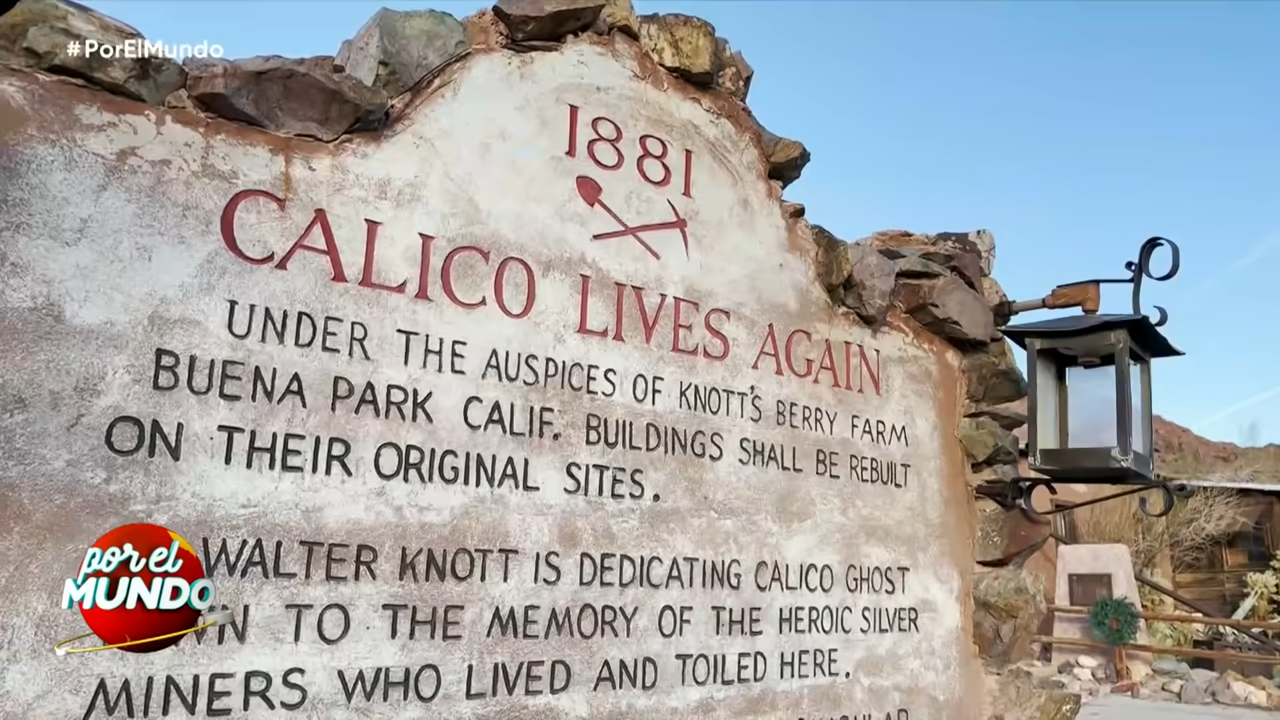 #PorElMundo
1881
CALICO LIVES AGAIN
UNDER THE AUSPICES OF KNOTT'S BERRY FARM
BUENA PARK CALIF. BUILDINGS SHALL BE REBUILT
ON THEIR ORIGINAL SITES.
WALTER KNOTT IS DEDICATING CALICO GHOST
TO THE MEMORY OF THE HEROIC SILVER
MINERS WHO LIVED AND TOILED HERE.
por el
MUNDO